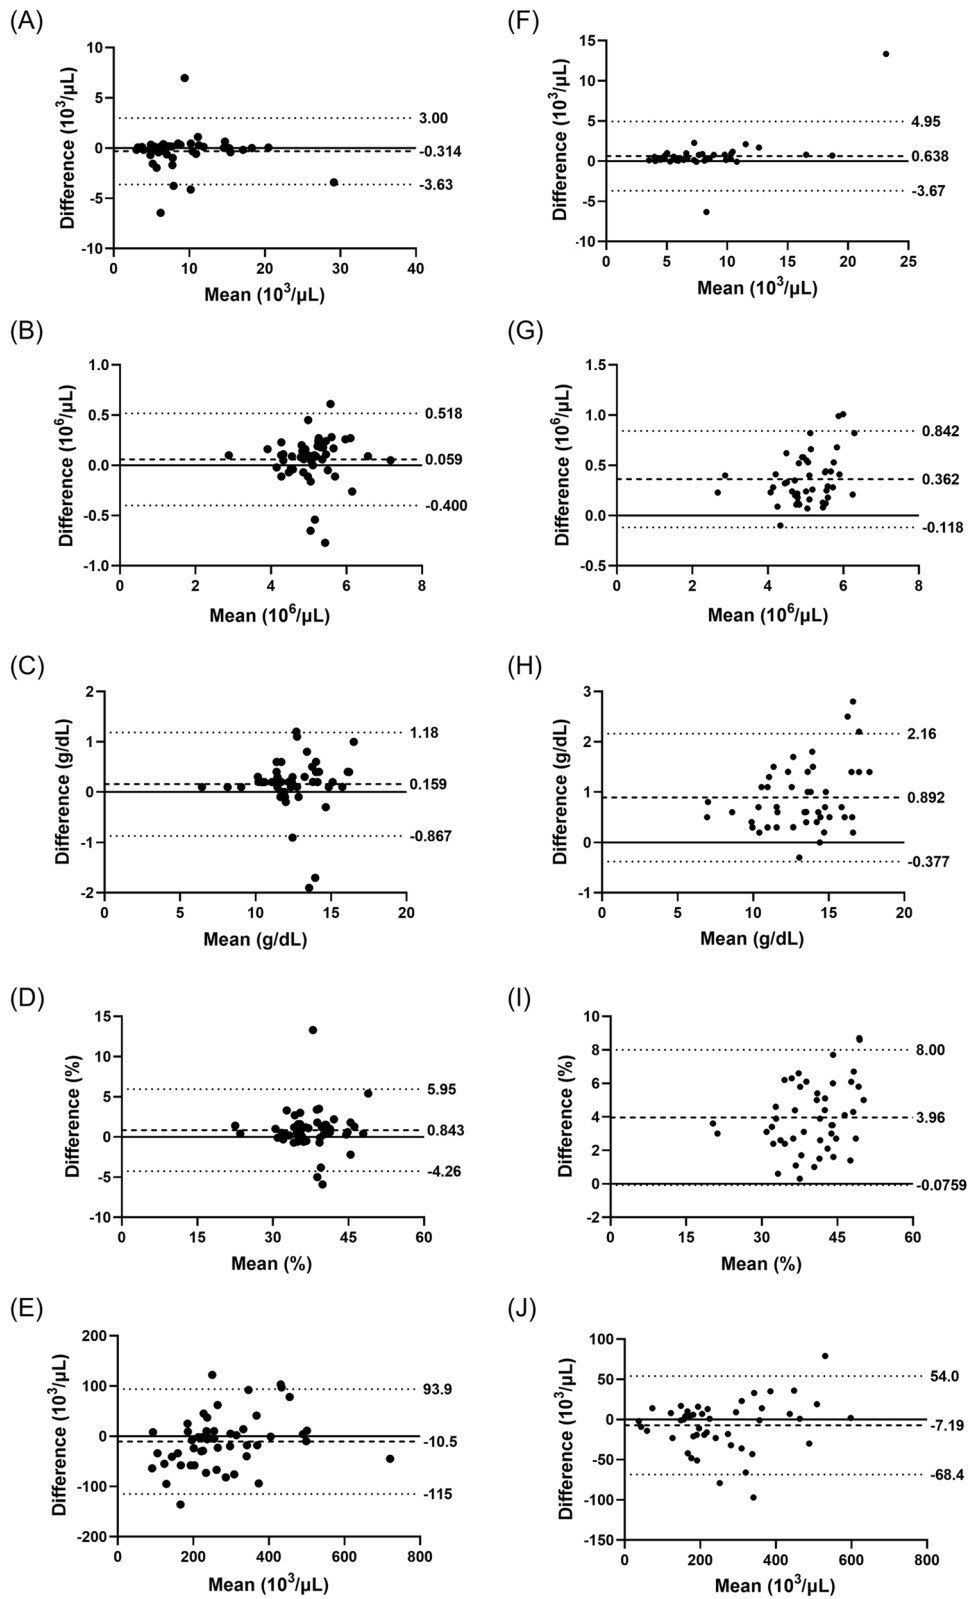 (A)
10
5
0
-5
-10
Difference (10³/µL)
3.00
-0.314
-3.63
0 10 20 30 40
Mean (10³/µL)
(F)
15
10
5
0
-5
-10
Difference (10³/µL)
4.95
0.638
-3.67
0 5 10 15 20 25
Mean (10³/µL)
(B)
1.0
0.5
0.0
-0.5
-1.0
Difference (10⁶/µL)
0.518
0.059
-0.400
0 2 4 6 8
Mean (10⁶/µL)
(G)
1.5
1.0
0.5
0.0
-0.5
Difference (10⁶/µL)
0.842
0.362
-0.118
0 2 4 6 8
Mean (10⁶/µL)
(C)
2
1
0
-1
-2
Difference (g/dL)
1.18
0.159
-0.867
0 5 10 15 20
Mean (g/dL)
(H)
3
2
1
0
-1
Difference (g/dL)
2.16
0.892
-0.377
0 5 10 15 20
Mean (g/dL)
(D)
15
10
5
0
-5
-10
Difference (%)
5.95
0.843
-4.26
0 15 30 45 60
Mean (%)
(I)
10
8
6
4
2
0
-2
Difference (%)
8.00
3.96
-0.0759
0 15 30 45 60
Mean (%)
(E)
200
100
0
-100
-200
Difference (10³/µL)
93.9
-10.5
-115
0 200 400 600 800
Mean (10³/µL)
(J)
100
50
0
-50
-100
-150
Difference (10³/µL)
54.0
-7.19
-68.4
0 200 400 600 800
Mean (10³/µL)